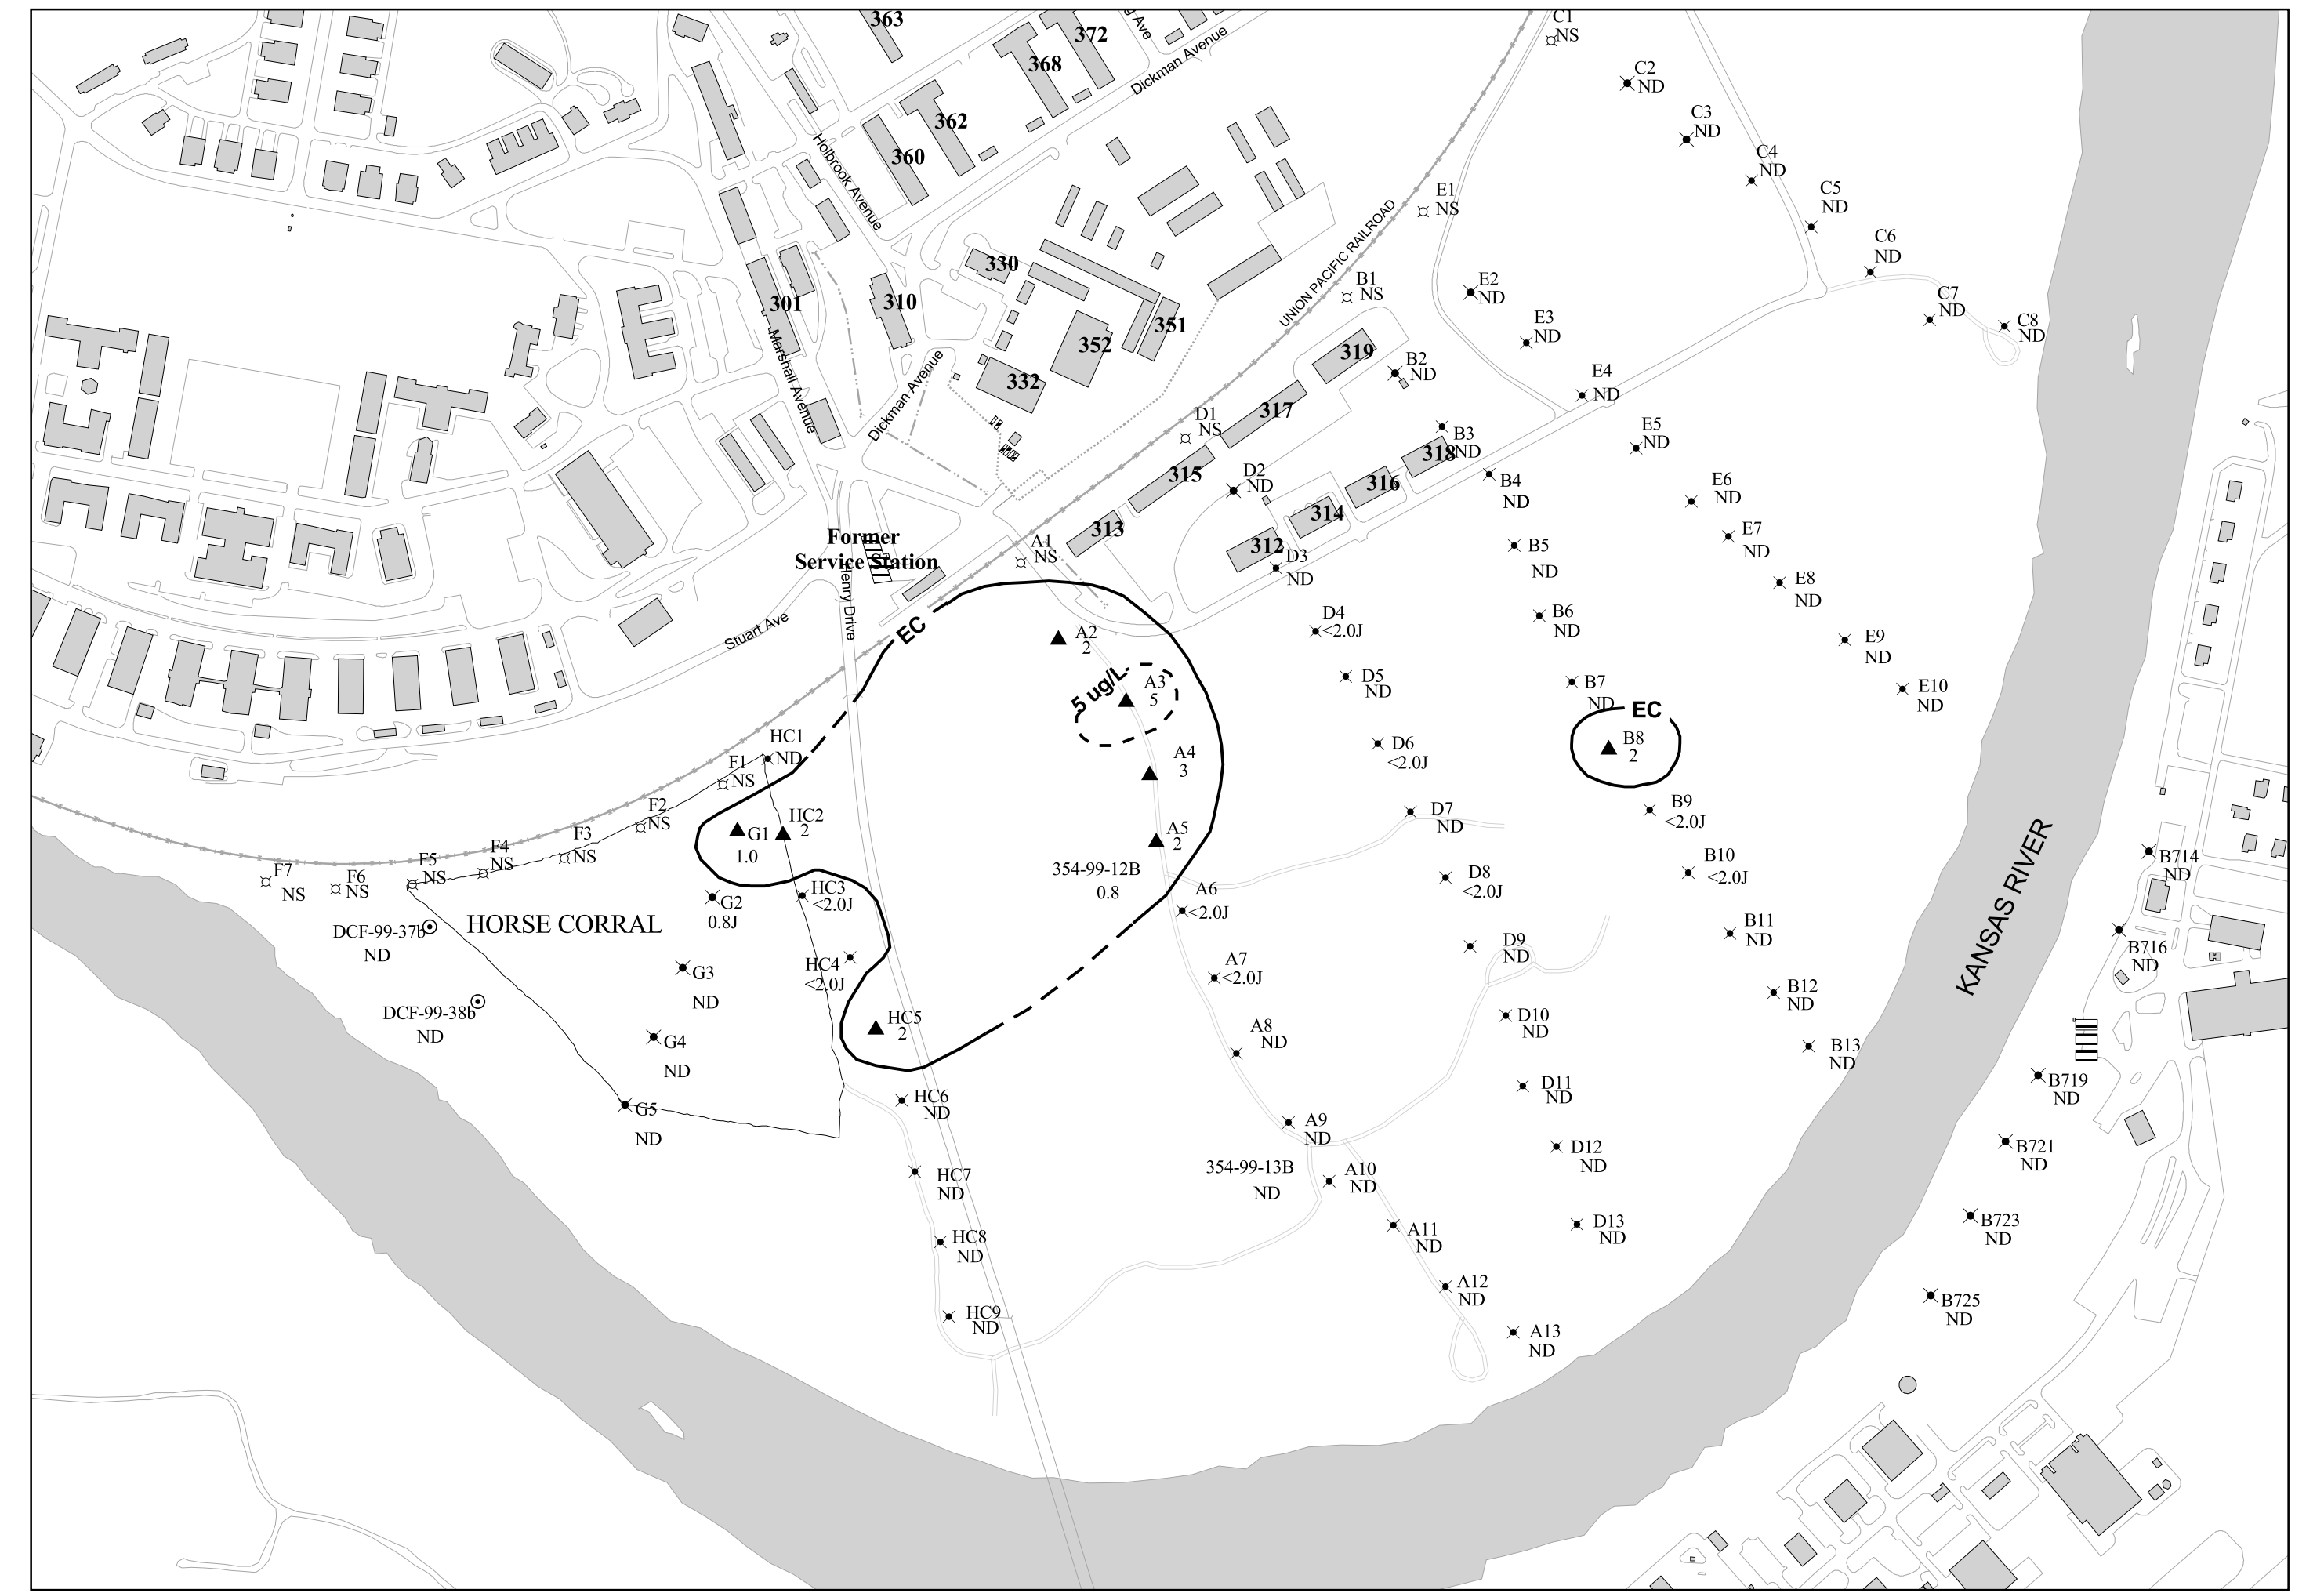 363
372
g Ave
368
Dickman Avenue
362
360
Holbrook Avenue
C1
NS
C2
ND
C3
ND
C4
ND
C5
ND
C6
ND
C7
ND
C8
ND
E1
NS
UNION PACIFIC RAILROAD
330
301
310
351
352
332
Marshall Avenue
Dickman Avenue
B1
NS
E2
ND
E3
ND
319
B2
ND
E4
ND
317
D1
NS
B3
ND
318
E5
ND
315
D2
ND
316
B4
ND
E6
ND
314
313
312
E7
ND
Former
Service Station
A1
NS
D3
ND
B5
ND
E8
ND
Henry Drive
Stuart Ave
EC
A2
2
D4
<2.0J
B6
ND
E9
ND
5 ug/L
A3
5
D5
ND
B7
ND
E10
ND
EC
B8
2
HC1
ND
F1
NS
A4
3
D6
<2.0J
F2
NS
G1
1.0
HC2
2
A5
2
D7
ND
B9
<2.0J
F3
NS
F4
NS
F5
NS
F6
NS
F7
NS
354-99-12B
0.8
A6
<2.0J
D8
<2.0J
B10
<2.0J
G2
0.8J
HC3
<2.0J
HORSE CORRAL
DCF-99-37b
ND
G3
ND
HC4
<2.0J
A7
<2.0J
D9
ND
B11
ND
DCF-99-38b
ND
G4
ND
HC5
2
A8
ND
D10
ND
B12
ND
B13
ND
KANSAS RIVER
B714
ND
B716
ND
B719
ND
B721
ND
B723
ND
B725
ND
G5
ND
HC6
ND
A9
ND
D11
ND
D12
ND
354-99-13B
ND
A10
ND
HC7
ND
A11
ND
D13
ND
HC8
ND
A12
ND
HC9
ND
A13
ND